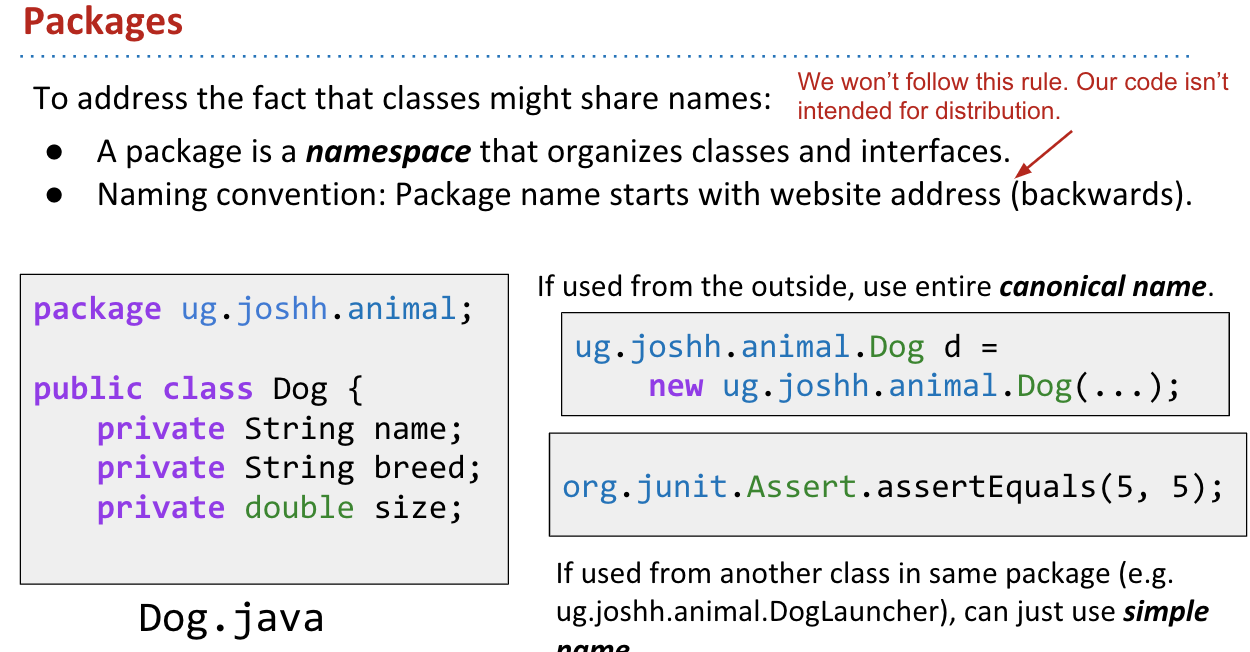 Packages
To address the fact that classes might share names:
We won’t follow this rule. Our code isn’t
intended for distribution.
● A package is a namespace that organizes classes and interfaces.
● Naming convention: Package name starts with website address (backwards).
package ug.joshh.animal;
public class Dog {
private String name;
private String breed;
private double size;
Dog.java
If used from the outside, use entire canonical name.
ug.joshh.animal.Dog d =
new ug.joshh.animal.Dog(...);
org.junit.Assert.assertEquals(5, 5);
If used from another class in same package (e.g.
ug.joshh.animal.DogLauncher), can just use simple
name